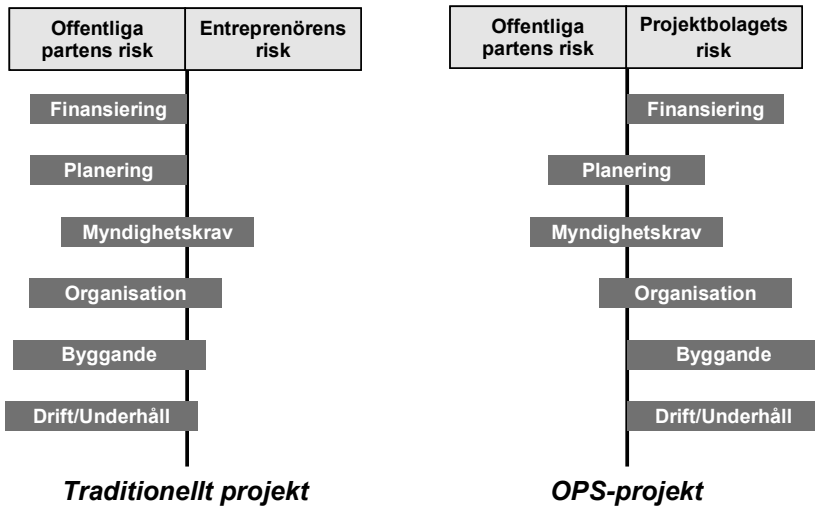 Offentliga
partens risk
Entreprenörens
risk
Finansiering
Planering
Myndighetskrav
Organisation
Byggande
Drift/Underhåll
Traditionellt projekt
Offentliga
partens risk
Projektbolagets
risk
Finansiering
Planering
Myndighetskrav
Organisation
Byggande
Drift/Underhåll
OPS-projekt